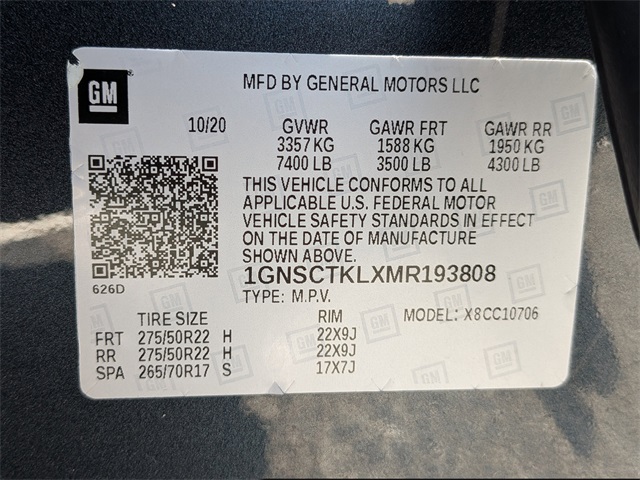 GM
MFD BY GENERAL MOTORS LLC
10/20 GVWR GAWR FRT GAWR RR
3357 KG 1588 KG 1950 KG
7400 LB 3500 LB 4300 LB
THIS VEHICLE CONFORMS TO ALL
APPLICABLE U.S. FEDERAL MOTOR
VEHICLE SAFETY STANDARDS IN EFFECT
ON THE DATE OF MANUFACTURE
SHOWN ABOVE.
626D
1GNSCTKLXMR193808
TYPE: M.P.V.
TIRE SIZE RIM MODEL: X8CC10706
FRT 275/50R22 H 22X9J
RR 275/50R22 H 22X9J
SPA 265/70R17 S 17X7J